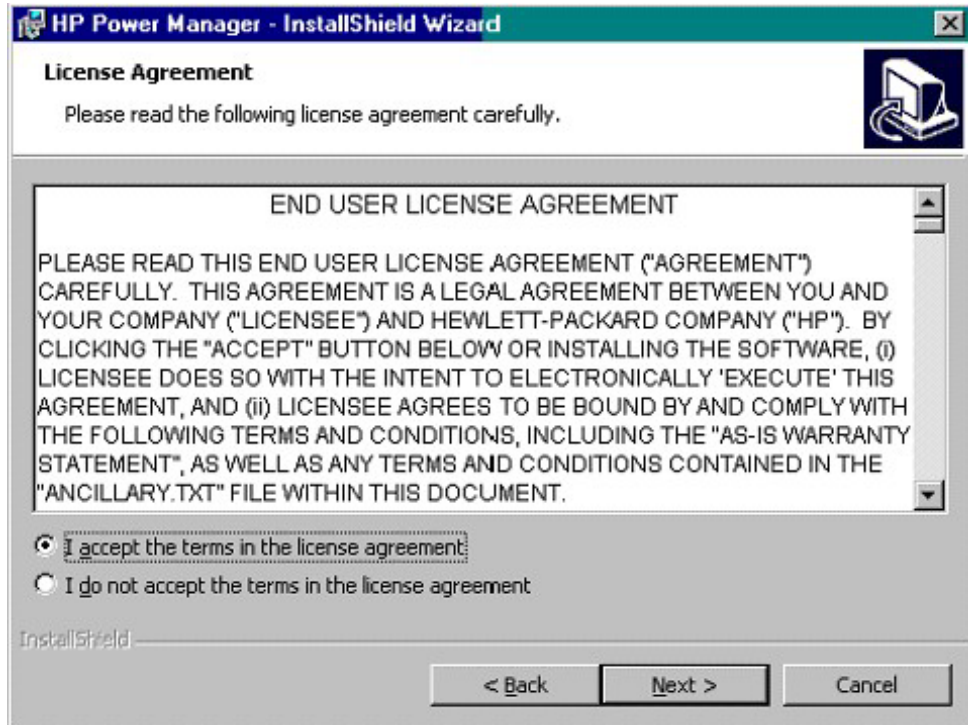 HP Power Manager - InstallShield Wizard
License Agreement
Please read the following license agreement carefully.
END USER LICENSE AGREEMENT
PLEASE READ THIS END USER LICENSE AGREEMENT ("AGREEMENT")
CAREFULLY. THIS AGREEMENT IS A LEGAL AGREEMENT BETWEEN YOU AND
YOUR COMPANY ("LICENSEE") AND HEWLETT-PACKARD COMPANY ("HP"). BY
CLICKING THE "ACCEPT" BUTTON BELOW OR INSTALLING THE SOFTWARE, (i)
LICENSEE DOES SO WITH THE INTENT TO ELECTRONICALLY 'EXECUTE' THIS
AGREEMENT, AND (ii) LICENSEE AGREES TO BE BOUND BY AND COMPLY WITH
THE FOLLOWING TERMS AND CONDITIONS, INCLUDING THE "AS-IS WARRANTY
STATEMENT", AS WELL AS ANY TERMS AND CONDITIONS CONTAINED IN THE
"ANCILLARY.TXT" FILE WITHIN THIS DOCUMENT.
I accept the terms in the license agreement
I do not accept the terms in the license agreement
InstallShield
< Back
Next >
Cancel